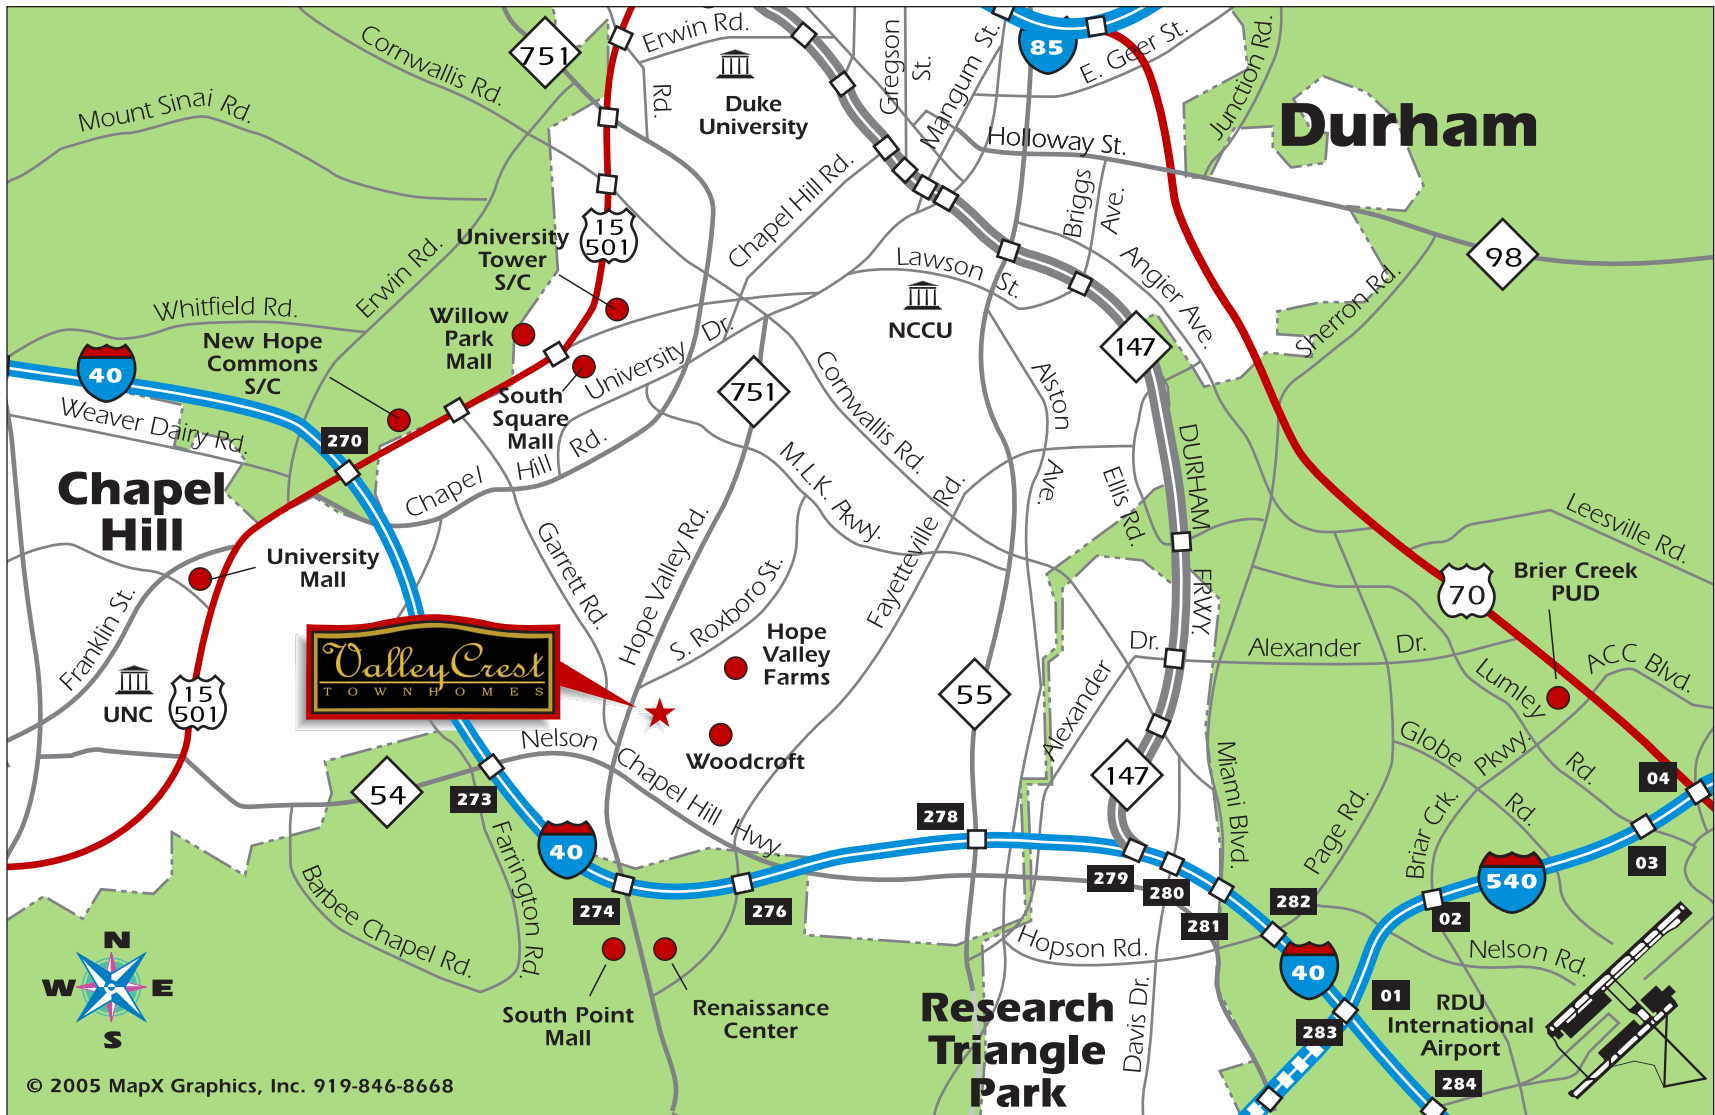 751
Cornwallis Rd.
Mount Sinai Rd.
Erwin Rd.
Rd.
Duke
University
Gregson
St.
Mangum St.
85
E. Geer St.
Junction Rd.
Durham
Holloway St.
Chapel Hill Rd.
Briggs
Ave.
98
15
501
University
Tower
S/C
Erwin Rd.
Whitfield Rd.
Willow
Park
Mall
New Hope
Commons
S/C
40
Weaver Dairy Rd.
270
South
Square
Mall
University Dr.
Lawson St.
NCCU
Angier Ave.
147
Sherron Rd.
751
Cornwallis Rd.
Alston
Ave.
Chapel Hill Rd.
M.L.K. Pkwy.
Ellis Rd.
DURHAM
FRWY.
Chapel
Hill
University
Mall
Garrett Rd.
Hope Valley Rd.
S. Roxboro St.
Fayetteville Rd.
Leesville Rd.
70
Brier Creek
PUD
Franklin St.
UNC
15
501
Valley Crest
TOWNHOMES
Hope
Valley
Farms
Woodcroft
55
Alexander
Dr.
Alexander Dr.
Lumley
Rd.
ACC Blvd.
Globe
Rd.
Pkwy.
Briar Crk.
Nelson
Chapel Hill Hwy.
54
273
147
Miami Blvd.
Page Rd.
04
03
540
02
278
279
280
281
282
40
Farrington Rd.
Barbee Chapel Rd.
274
276
Hopson Rd.
Nelson Rd.
40
01
283
284
RDU
International
Airport
South Point
Mall
Renaissance
Center
Research
Triangle
Park
Davis Dr.
N
W
E
S
© 2005 MapX Graphics, Inc. 919-846-8668